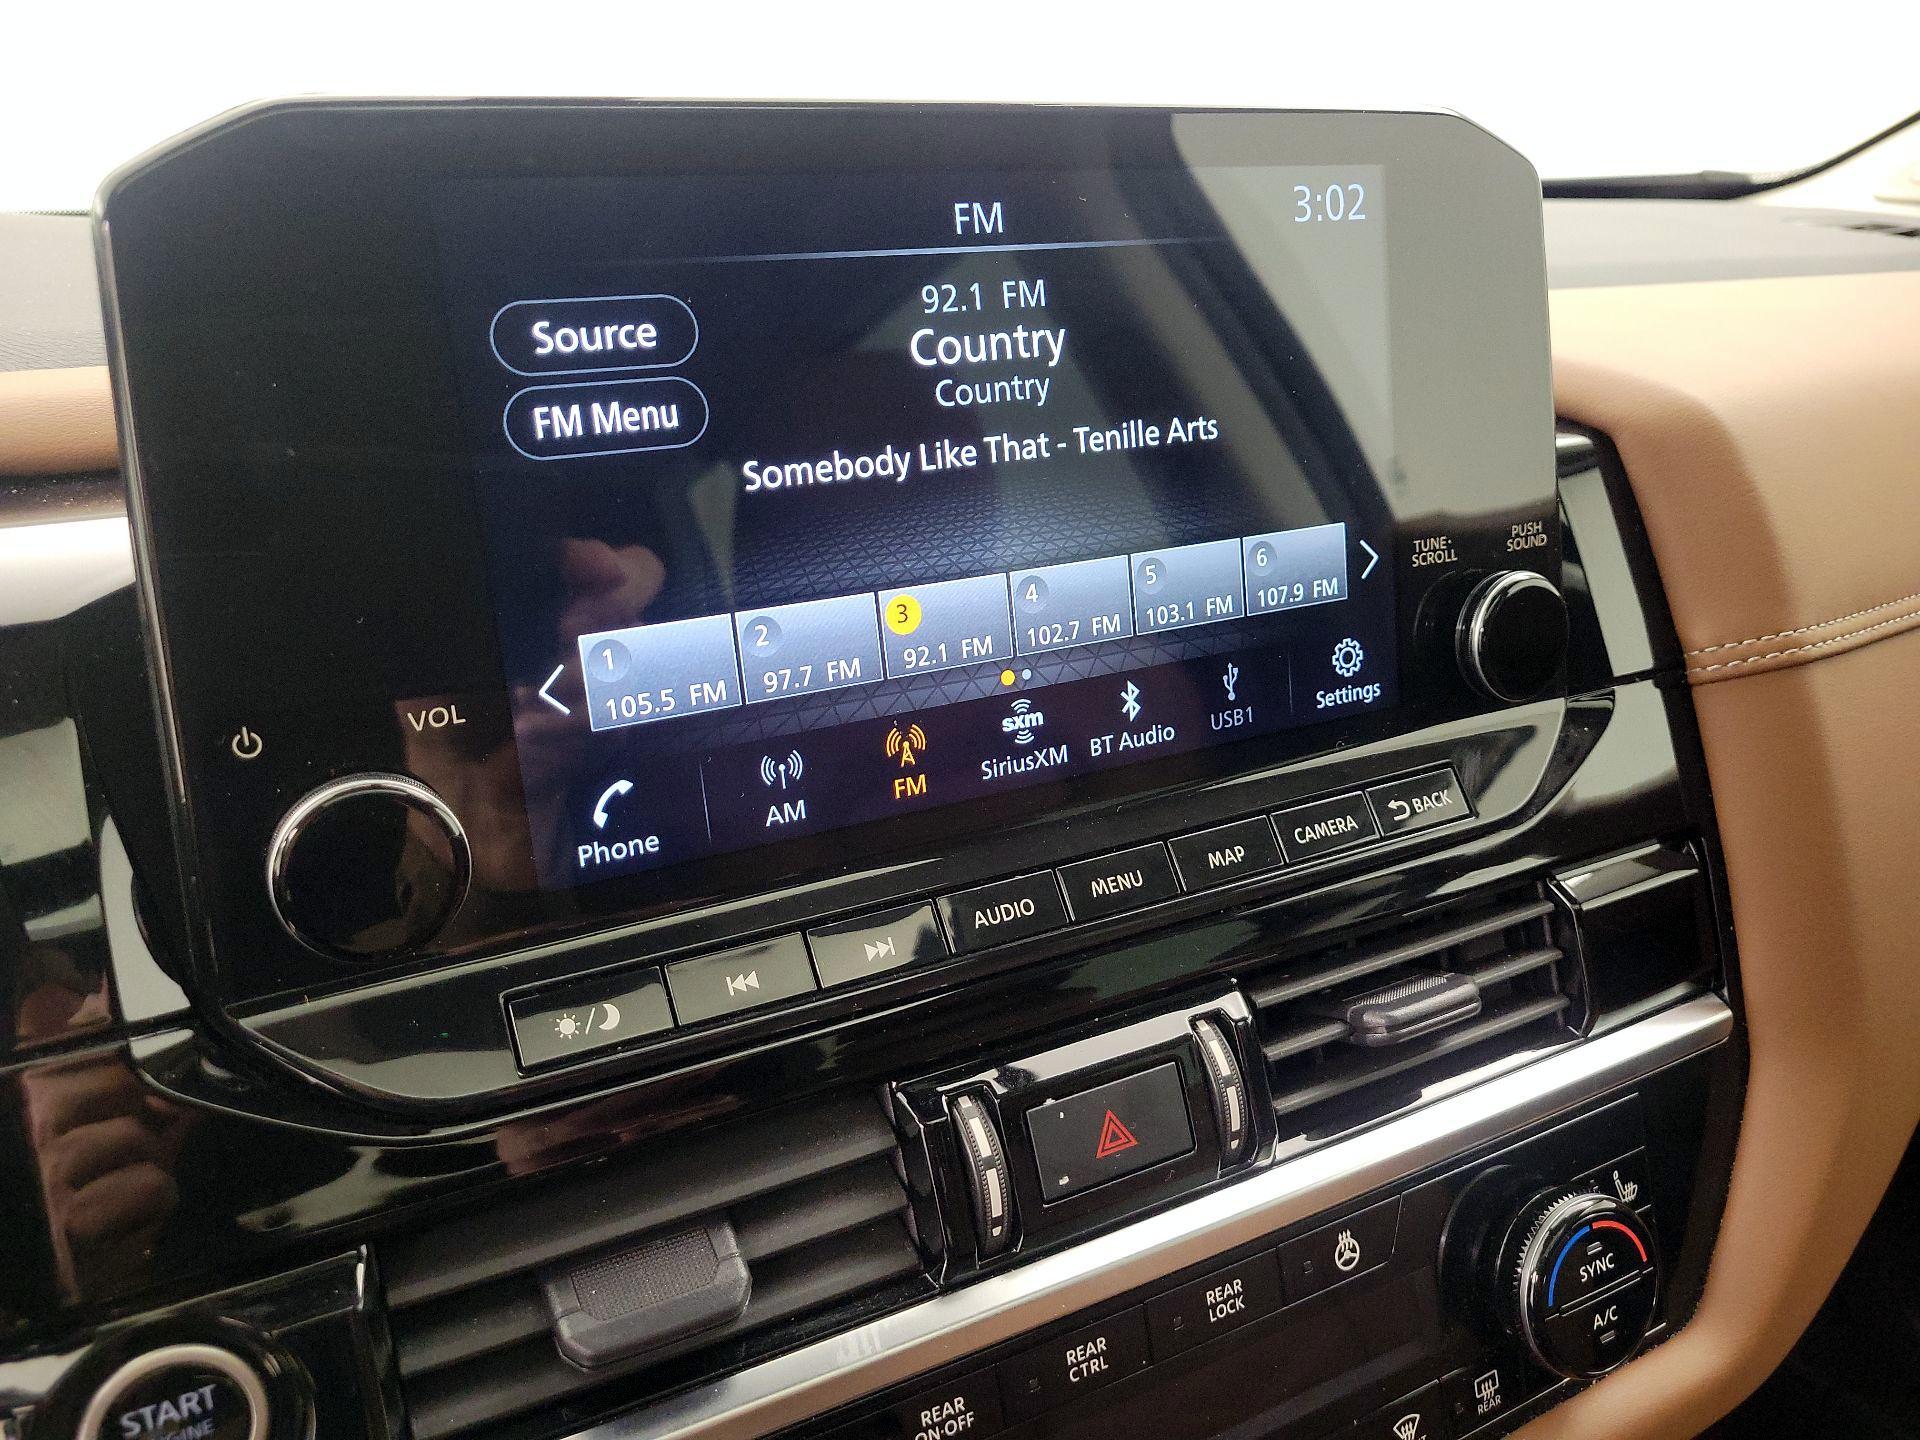 FM
3:02
Source
92.1 FM
Country
Country
FM Menu
Somebody Like That - Tenille Arts
1
105.5 FM
2
97.7 FM
3
92.1 FM
4
102.7 FM
5
103.1 FM
6
107.9 FM
TUNE·
SCROLL
PUSH
SOUND
VOL
Phone
AM
FM
sxm
SiriusXM
BT Audio
USB1
Settings
AUDIO
MENU
MAP
CAMERA
BACK
SYNC
A/C
REAR
LOCK
REAR
CTRL
REAR
ON·OFF
REAR
START